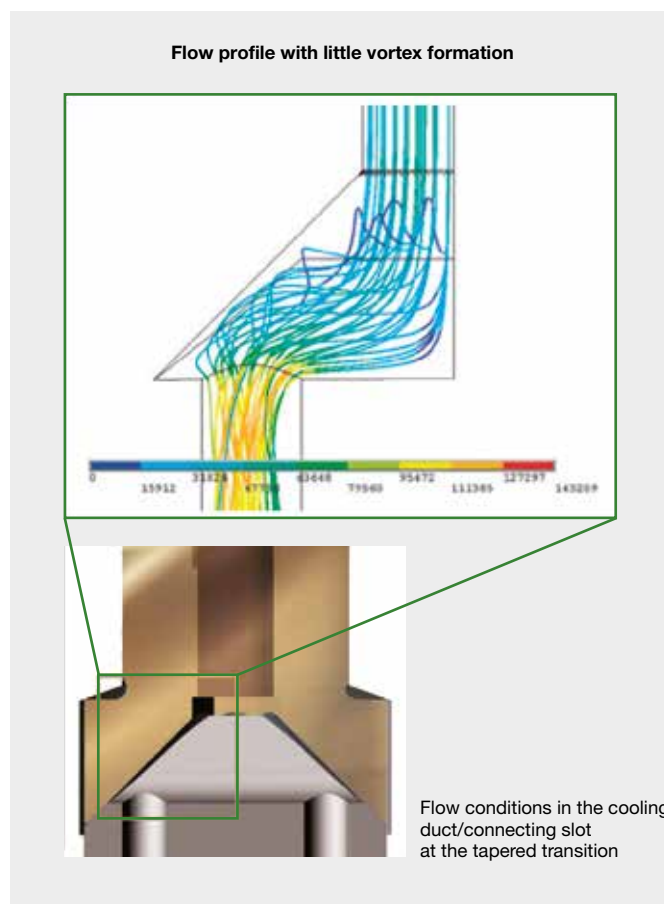 Flow profile with little vortex formation
0 63648 95472 127297
15912 79560 111385 143209
Flow conditions in the cooling
duct/connecting slot
at the tapered transition